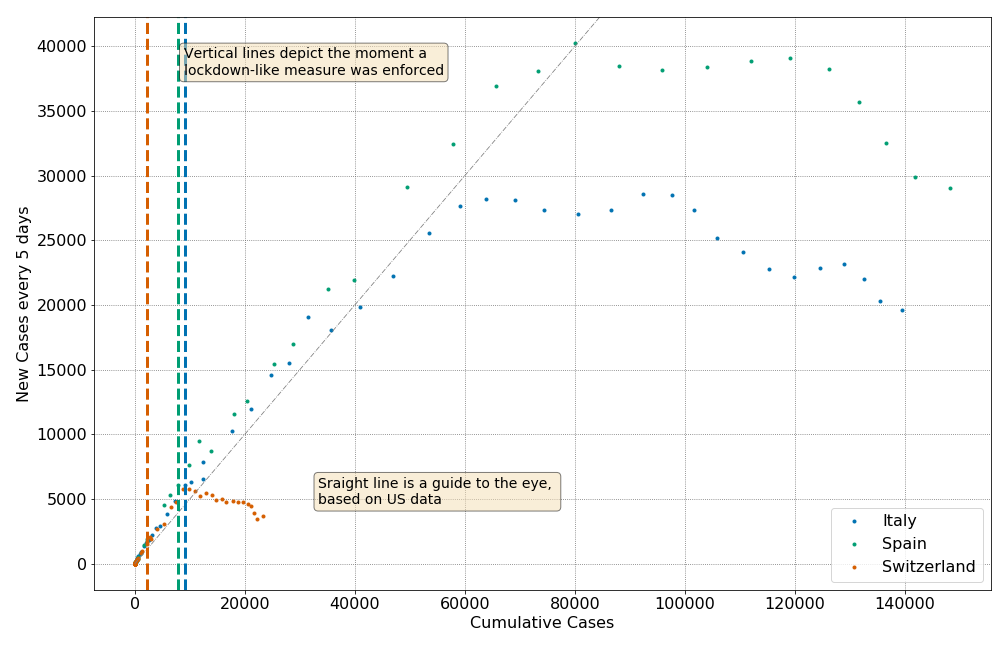 Vertical lines depict the moment a
lockdown-like measure was enforced
New Cases every 5 days
40000
35000
30000
25000
20000
15000
10000
5000
0
Sraight line is a guide to the eye,
based on US data
Italy
Spain
Switzerland
0 20000 40000 60000 80000 100000 120000 140000
Cumulative Cases